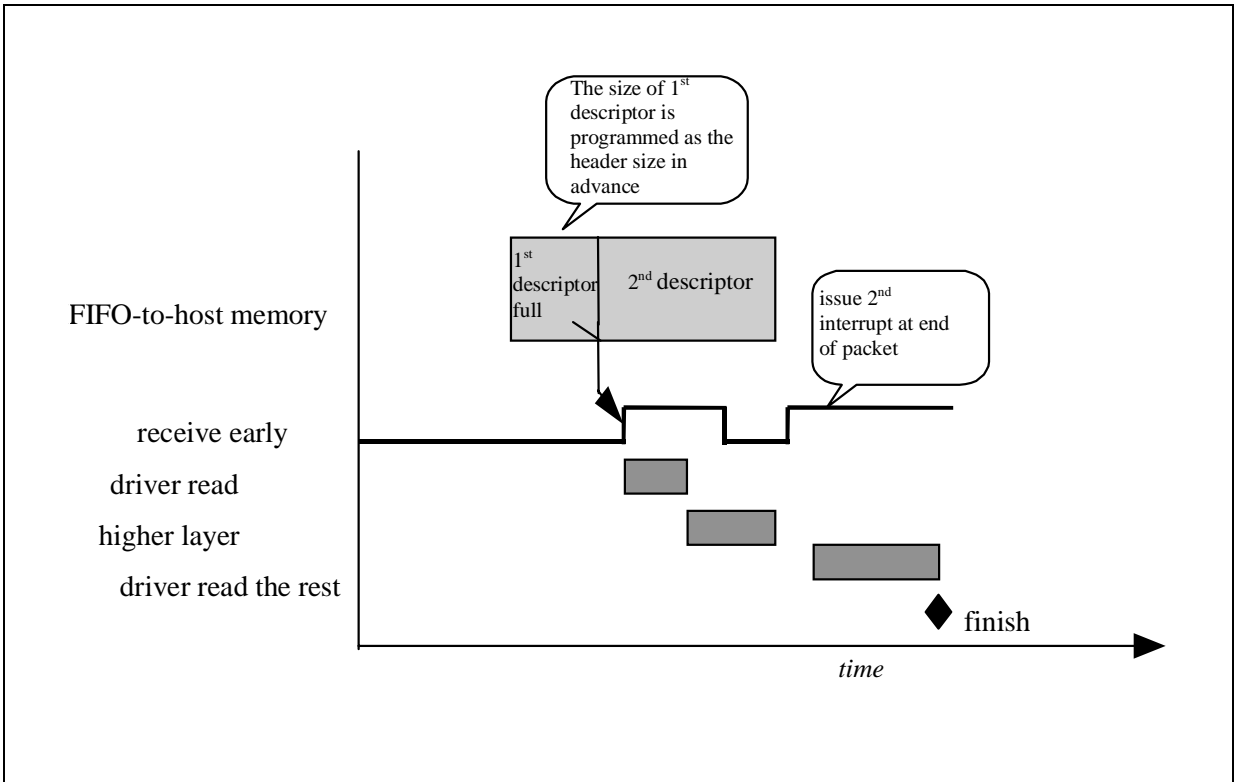 The size of 1st
descriptor is
programmed as the
header size in
advance
1st
descriptor
full
2nd descriptor
issue 2nd
interrupt at end
of packet
FIFO-to-host memory
receive early
driver read
higher layer
driver read the rest
finish
time